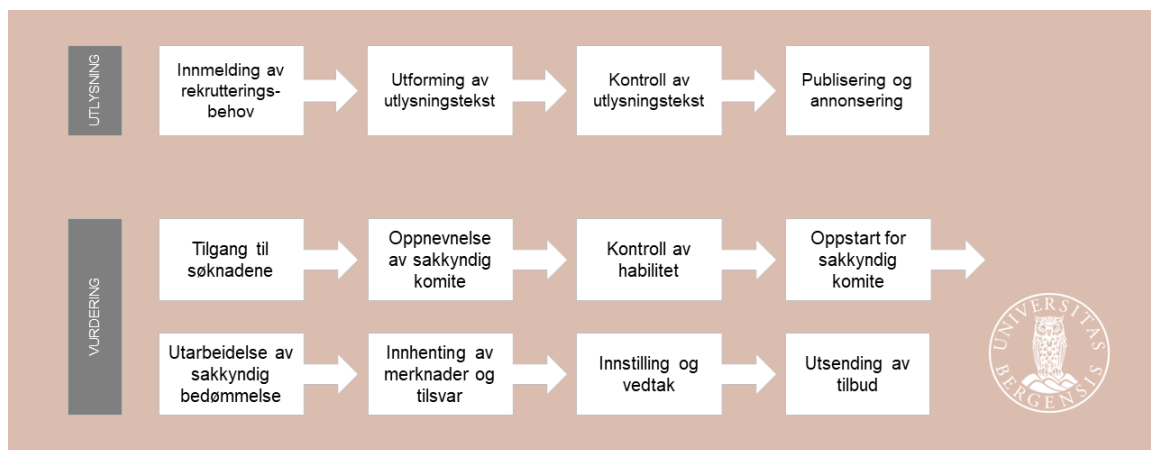 UTLYSNING
Innmelding av
rekrutterings-
behov
Utforming av
utlysningstekst
Kontroll av
utlysningstekst
Publisering og
annonsering
VURDERING
Tilgang til
søknadene
Oppnevnelse
av sakkyndig
komite
Kontroll av
habilitet
Oppstart for
sakkyndig
komite
Utarbeidelse av
sakkyndig
bedømmelse
Innhenting av
merknader og
tilsvar
Innstilling og
vedtak
Utsending av
tilbud
UNIVERSITAS
BERGENSIS